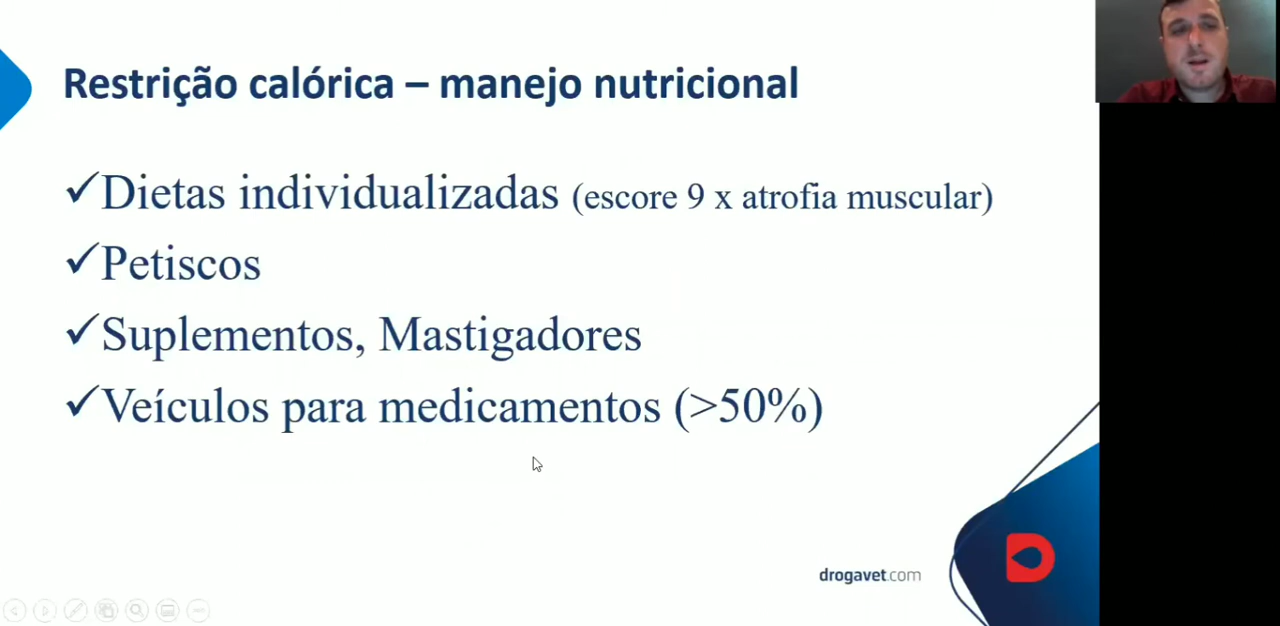 Restrição calórica – manejo nutricional
✓Dietas individualizadas (escore 9 x atrofia muscular)
✓Petiscos
✓Suplementos, Mastigadores
✓Veículos para medicamentos (>50%)
drogavet.com